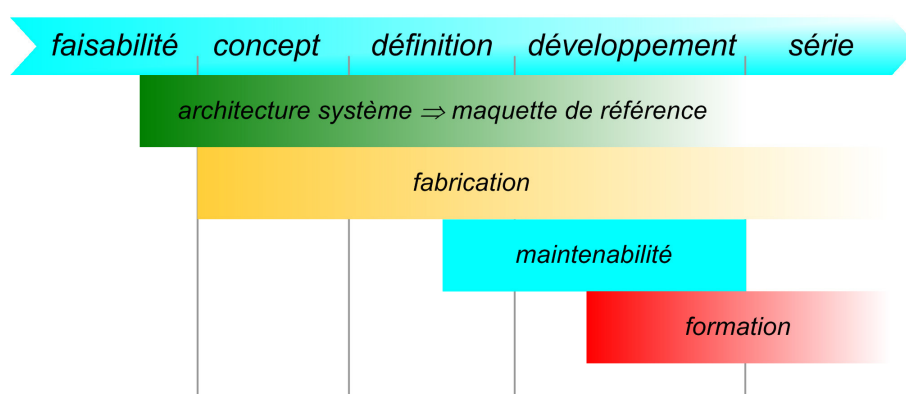 faisabilité concept définition développement série
architecture système ⇒ maquette de référence
fabrication
maintenabilité
formation